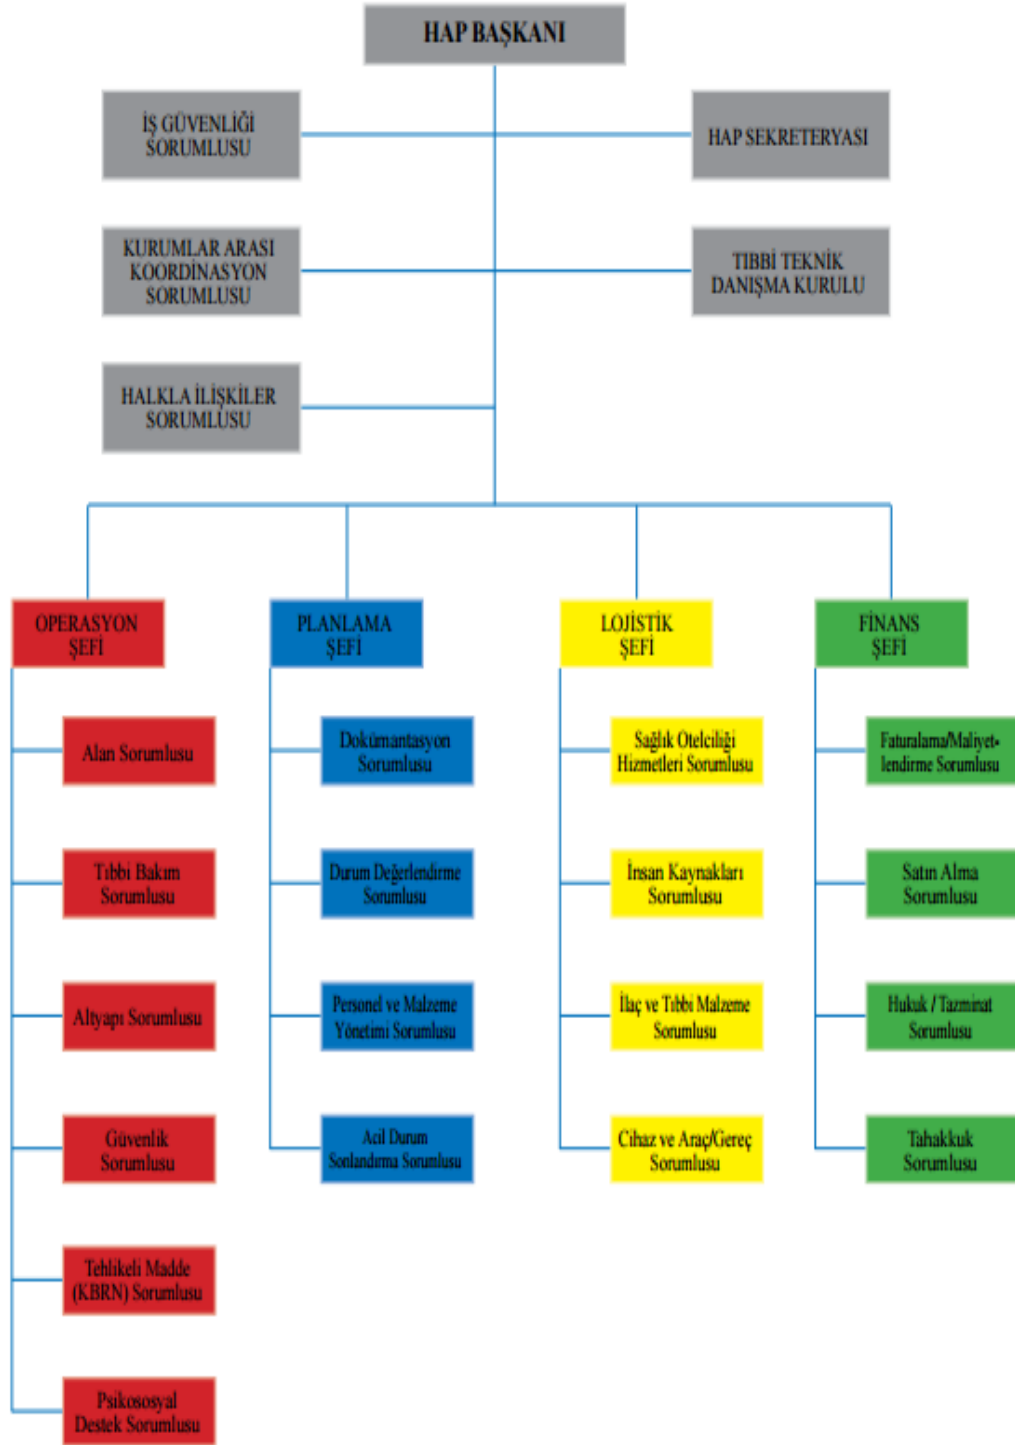 HAP BAŞKANI
İŞ GÜVENLİĞİ
SORUMLUSU
HAP SEKRETERYASI
KURUMLAR ARASI
KOORDİNASYON
SORUMLUSU
TIBBİ TEKNİK
DANIŞMA KURULU
HALKLA İLİŞKİLER
SORUMLUSU
OPERASYON
ŞEFİ
Alan Sorumlusu
Tıbbi Bakım
Sorumlusu
Altyapı Sorumlusu
Güvenlik
Sorumlusu
Tehlikeli Madde
(KBRN) Sorumlusu
Psikososyal
Destek Sorumlusu
PLANLAMA
ŞEFİ
Dokümantasyon
Sorumlusu
Durum Değerlendirme
Sorumlusu
Personel ve Malzeme
Yönetimi Sorumlusu
Acil Durum
Sonlandırma Sorumlusu
LOJİSTİK
ŞEFİ
Sağlık Otelciliği
Hizmetleri Sorumlusu
İnsan Kaynakları
Sorumlusu
İlaç ve Tıbbi Malzeme
Sorumlusu
Cihaz ve Araç/Gereç
Sorumlusu
FİNANS
ŞEFİ
Faturalama/Maliyet-
lendirme Sorumlusu
Satın Alma
Sorumlusu
Hukuk / Tazminat
Sorumlusu
Tahakkuk
Sorumlusu